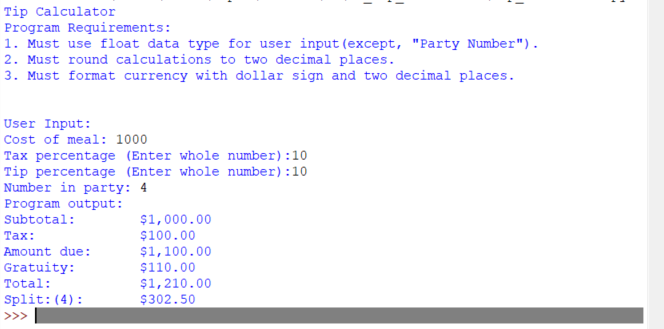 Tip Calculator
Program Requirements:
1. Must use float data type for user input(except, "Party Number").
2. Must round calculations to two decimal places.
3. Must format currency with dollar sign and two decimal places.
User Input:
Cost of meal: 1000
Tax percentage (Enter whole number):10
Tip percentage (Enter whole number):10
Number in party: 4
Program output:
Subtotal: $1,000.00
Tax: $100.00
Amount due: $1,100.00
Gratuity: $110.00
Total: $1,210.00
Split:(4): $302.50
>>>